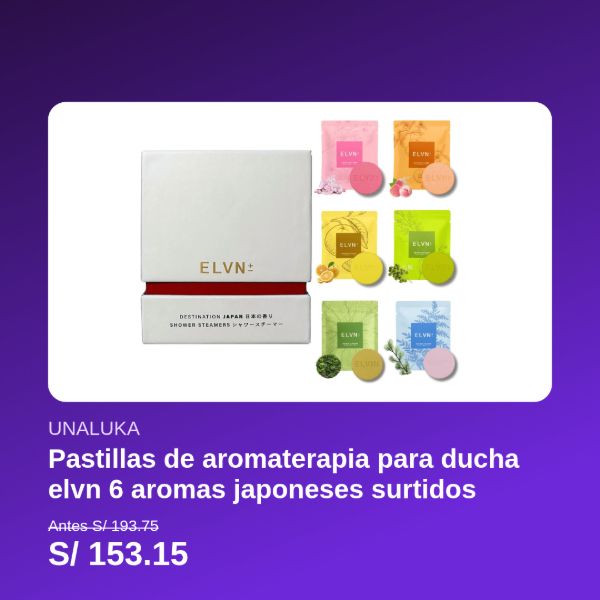 ELVN±
DESTINATION JAPAN 日本の香り
SHOWER STEAMERS シャワースチーマー
ELVN±
ELVN±
ELVN±
ELVN±
ELVN±
ELVN±
UNALUKA
Pastillas de aromaterapia para ducha
elvn 6 aromas japoneses surtidos
Antes S/ 193.75
S/ 153.15